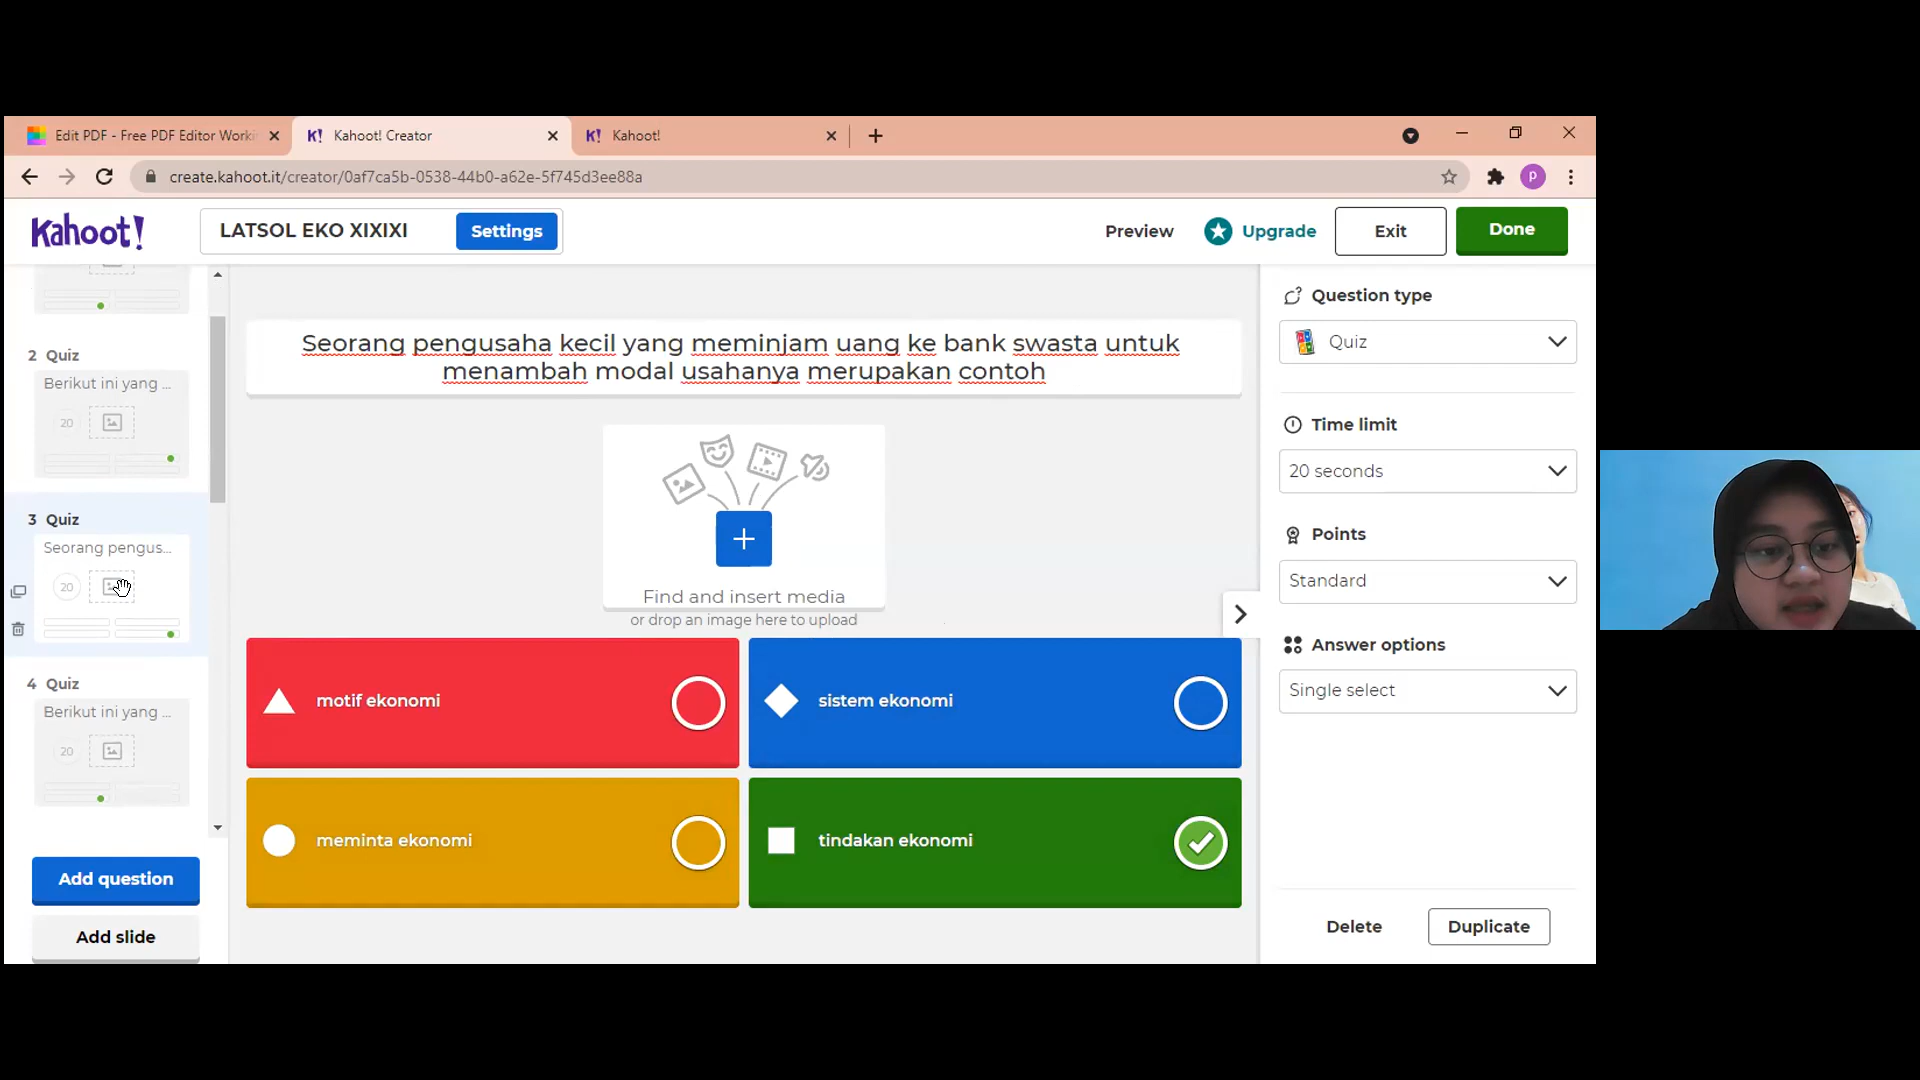 Edit PDF - Free PDF Editor Worki
Kahoot! Creator
Kahoot!
create.kahoot.it/creator/0af7ca5b-0538-44b0-a62e-5f745d3ee88a
P
Kahoot!
LATSOL EKO XIXIXI
Settings
Preview
Upgrade
Exit
Done
2 Quiz
Berikut ini yang ...
20
3 Quiz
Seorang pengus...
20
4 Quiz
Berikut ini yang ...
20
Add question
Add slide
Seorang pengusaha kecil yang meminjam uang ke bank swasta untuk
menambah modal usahanya merupakan contoh
Find and insert media
or drop an image here to upload
motif ekonomi
sistem ekonomi
meminta ekonomi
tindakan ekonomi
Question type
Quiz
Time limit
20 seconds
Points
Standard
Answer options
Single select
Delete
Duplicate